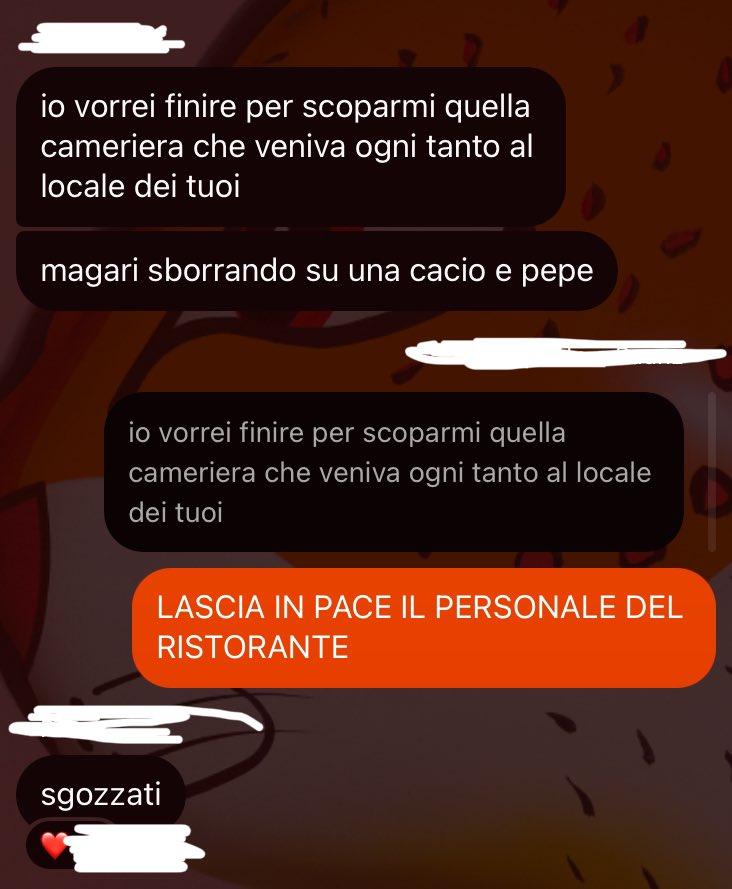 io vorrei finire per scoparmi quella
cameriera che veniva ogni tanto al
locale dei tuoi
magari sborrando su una cacio e pepe
io vorrei finire per scoparmi quella
cameriera che veniva ogni tanto al locale
dei tuoi
LASCIA IN PACE IL PERSONALE DEL
RISTORANTE
sgozzati